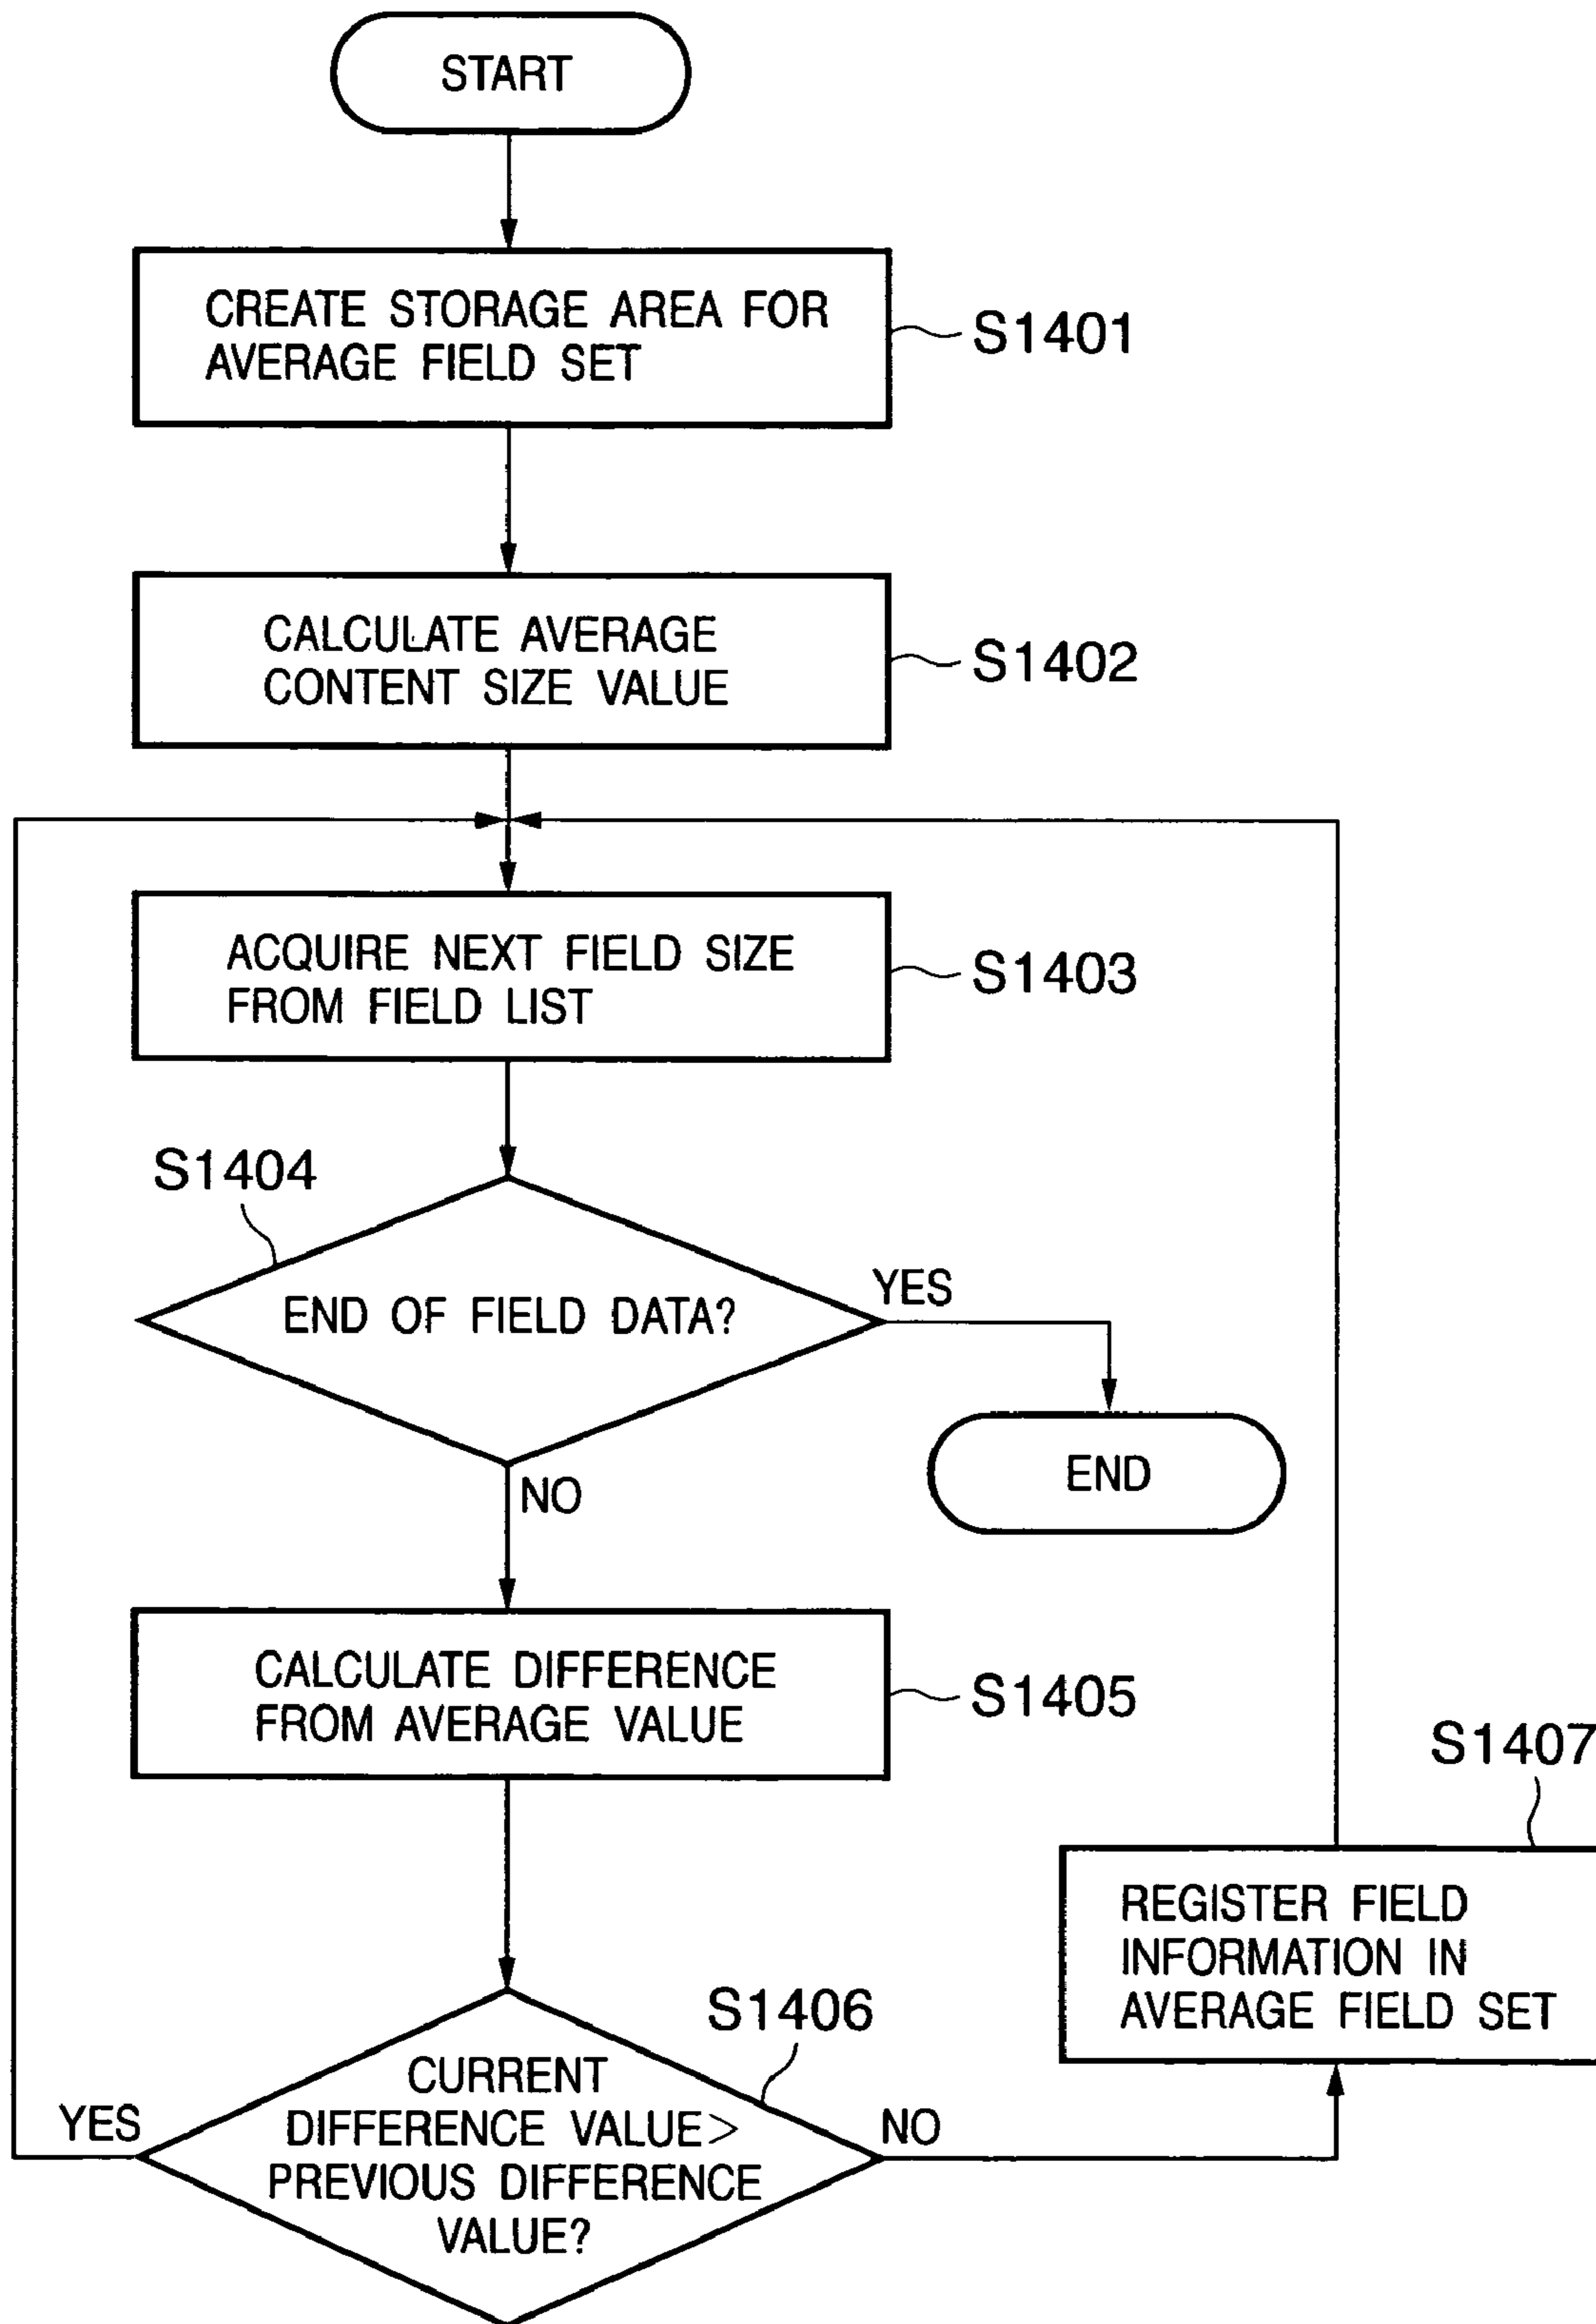 START
CREATE STORAGE AREA FOR
AVERAGE FIELD SET
S1401
CALCULATE AVERAGE
CONTENT SIZE VALUE
S1402
ACQUIRE NEXT FIELD SIZE
FROM FIELD LIST
S1403
S1404
END OF FIELD DATA?
YES
END
NO
CALCULATE DIFFERENCE
FROM AVERAGE VALUE
S1405
S1407
REGISTER FIELD
INFORMATION IN
AVERAGE FIELD SET
S1406
CURRENT
DIFFERENCE VALUE>
PREVIOUS DIFFERENCE
VALUE?
YES
NO